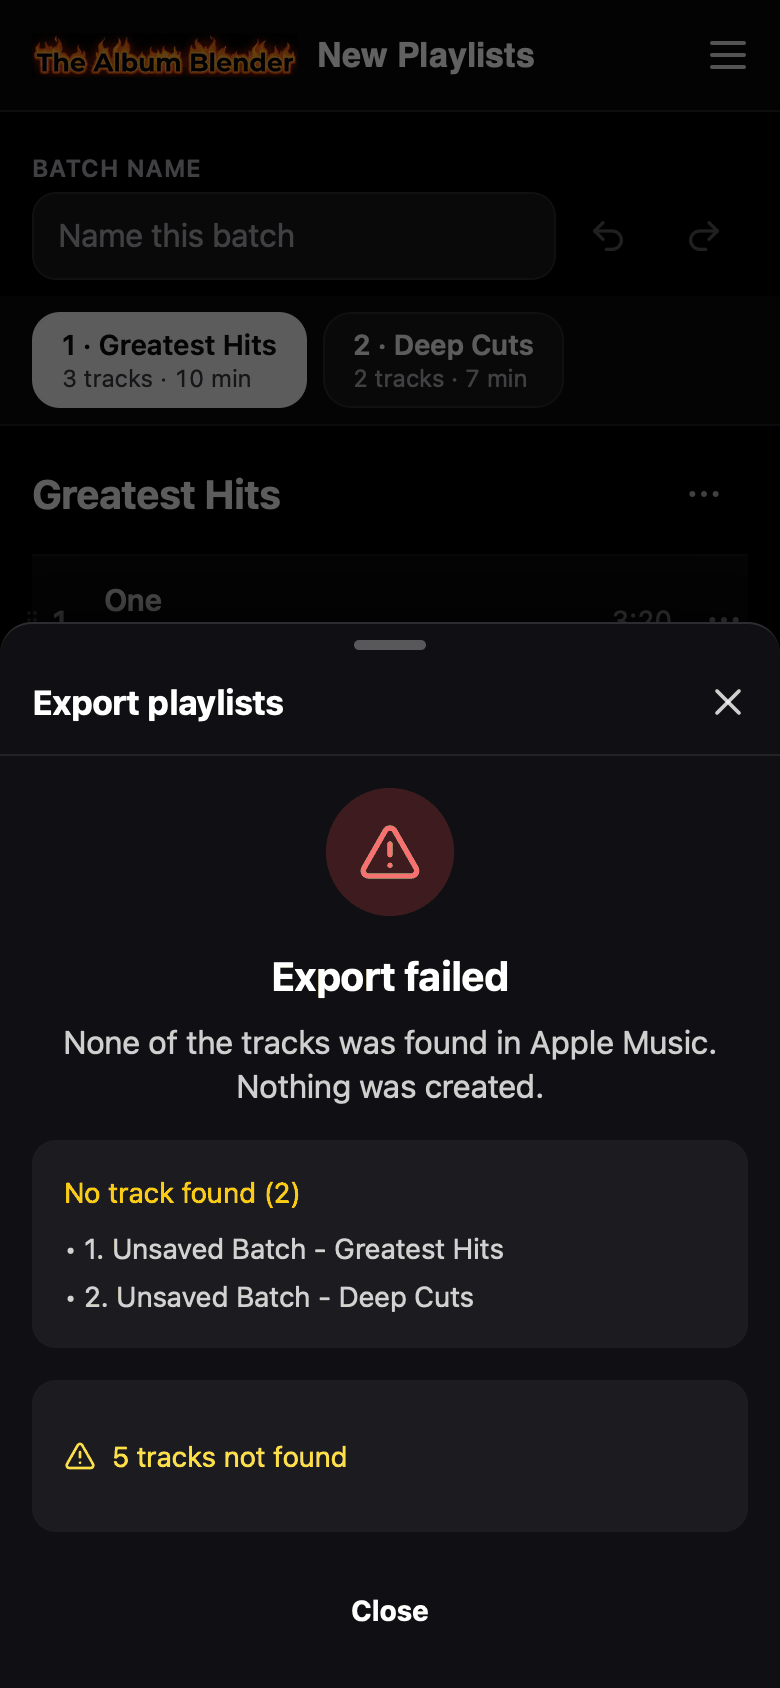 The Album Blender New Playlists
BATCH NAME
Name this batch
1 · Greatest Hits
3 tracks · 10 min
2 · Deep Cuts
2 tracks · 7 min
Greatest Hits
One
1 3:20
Export playlists
Export failed
None of the tracks was found in Apple Music.
Nothing was created.
No track found (2)
• 1. Unsaved Batch - Greatest Hits
• 2. Unsaved Batch - Deep Cuts
5 tracks not found
Close